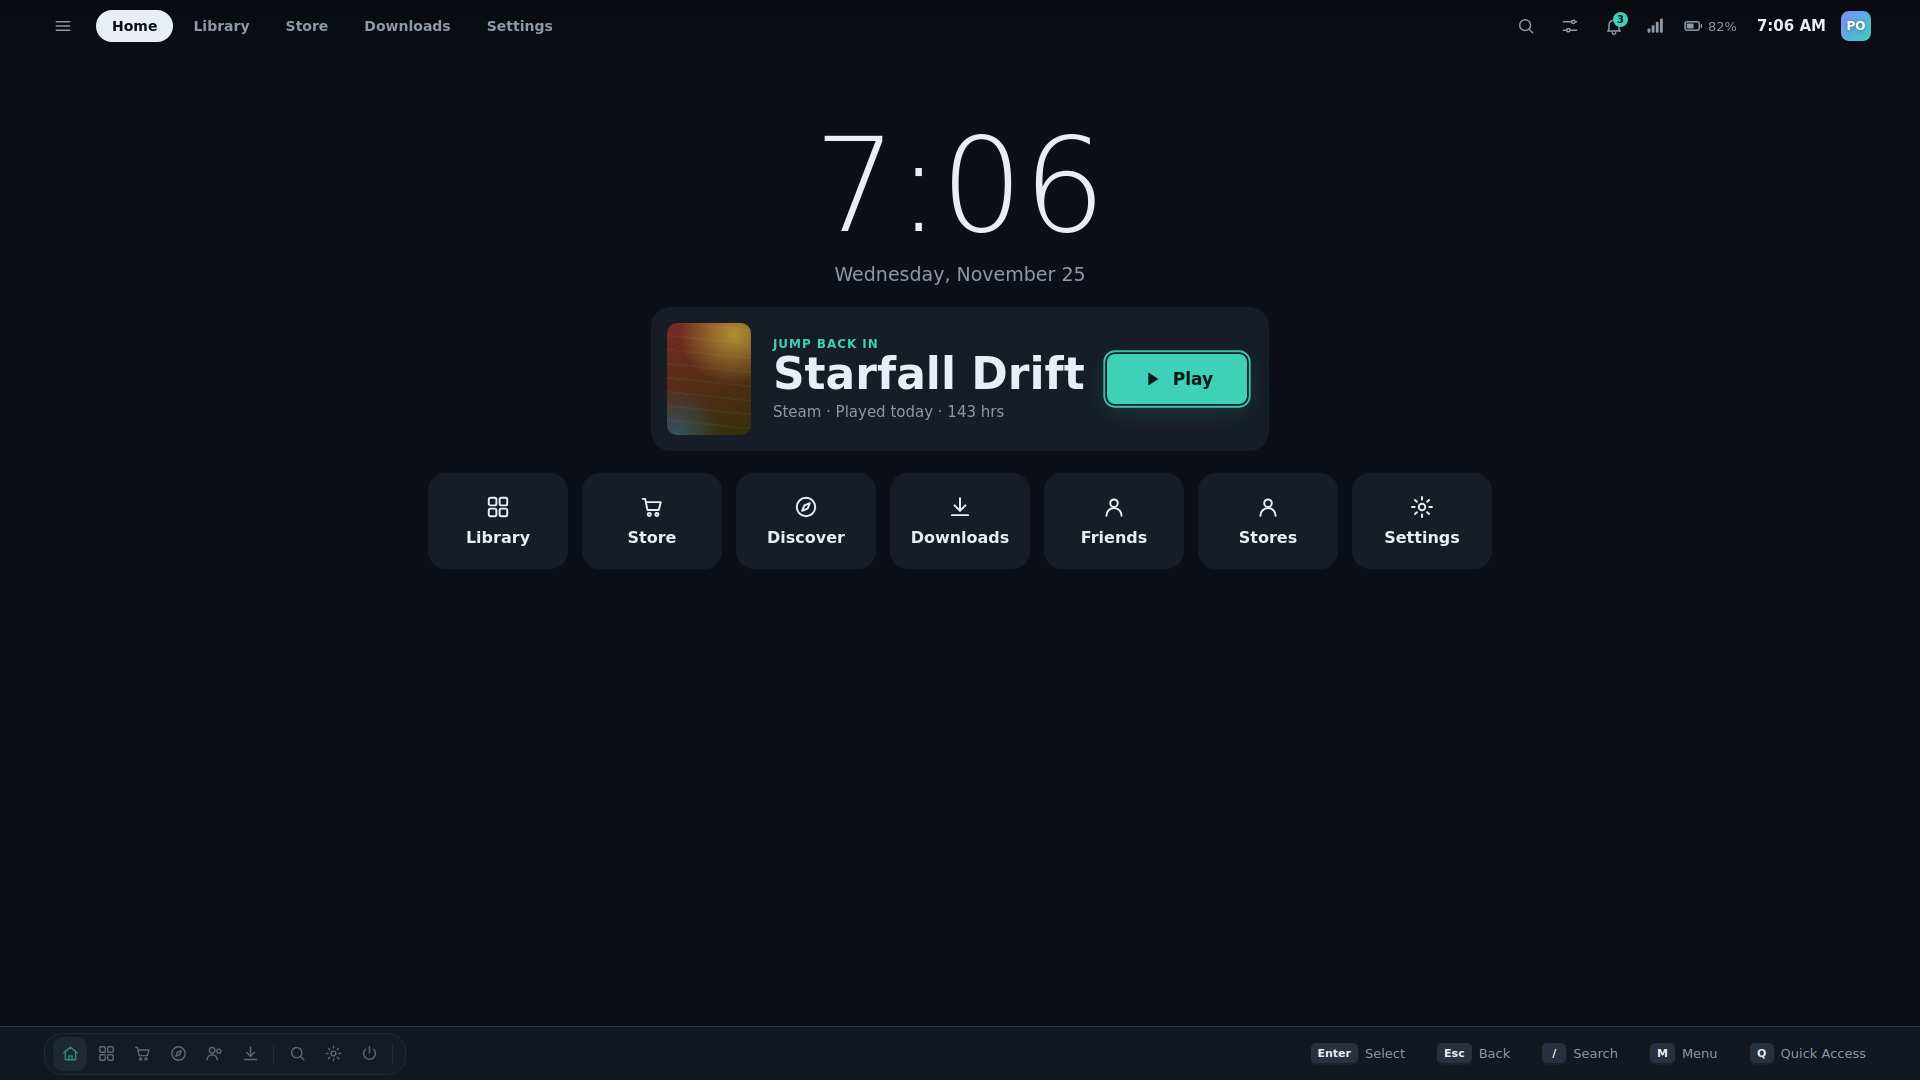 Home Library Store Downloads Settings 3 82% 7:06 AM PO
7:06
Wednesday, November 25
JUMP BACK IN
Starfall Drift
Steam · Played today · 143 hrs
Play
Library Store Discover Downloads Friends Stores Settings
Enter Select Esc Back / Search M Menu Q Quick Access